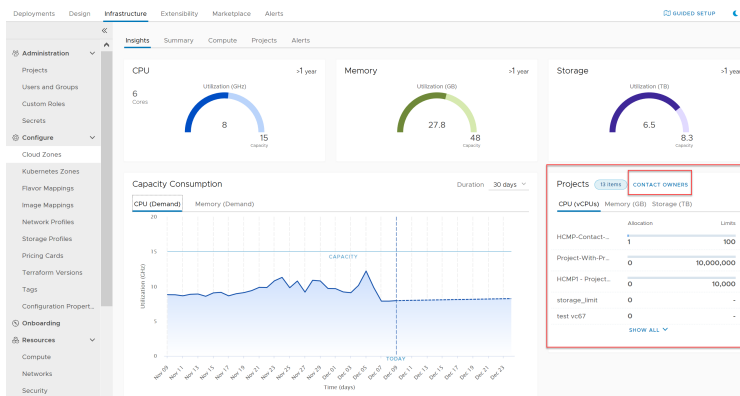 Deployments Design Infrastructure Extensibility Marketplace Alerts GUIDED SETUP
Insights Summary Compute Projects Alerts
Administration
Projects
Users and Groups
Custom Roles
Secrets
Configure
Cloud Zones
Kubernetes Zones
Flavor Mappings
Image Mappings
Network Profiles
Storage Profiles
Pricing Cards
Terraform Versions
Tags
Configuration Propert...
Onboarding
Resources
Compute
Networks
Security
CPU >1 year
6
Cores
Utilization (GHz)
8
15
Capacity
Memory >1 year
Utilization (GB)
27.8
48
Capacity
Storage >1 year
Utilization (TB)
6.5
8.3
Capacity
Capacity Consumption Duration 30 days
CPU (Demand) Memory (Demand)
20
15
10
5
0
Utilization (GHz)
CAPACITY
TODAY
Nov 09 Nov 11 Nov 13 Nov 15 Nov 17 Nov 19 Nov 21 Nov 23 Nov 25 Nov 27 Nov 29 Dec 01 Dec 03 Dec 05 Dec 07 Dec 09 Dec 11 Dec 13 Dec 15 Dec 17 Dec 19 Dec 21 Dec 23
Time (days)
Projects 13 items CONTACT OWNERS
CPU (vCPUs) Memory (GB) Storage (TB)
Allocation Limits
HCMP-Contact-... 1 100
Project-With-Pr... 0 10,000,000
HCMP1 - Project... 0 10,000
storage_limit 0 -
test vc67 0 -
SHOW ALL